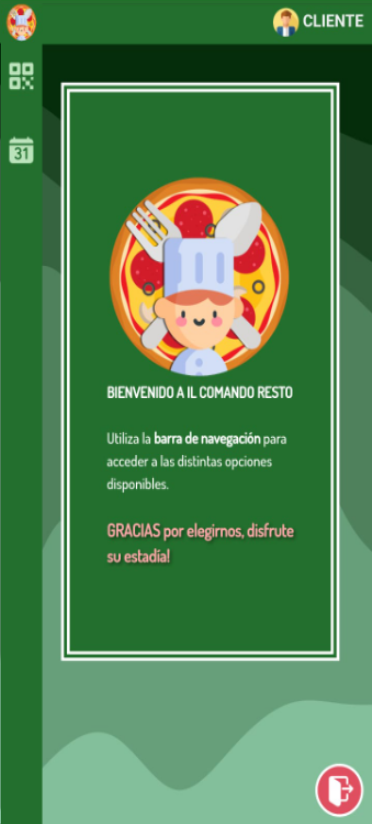 CLIENTE
31
BIENVENIDO A IL COMANDO RESTO
Utiliza la barra de navegación para
acceder a las distintas opciones
disponibles.
GRACIAS por elegirnos, disfrute
su estadía!